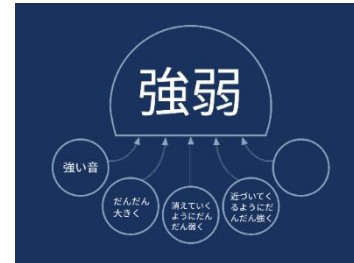 強弱
強い音
だんだん
大きく
消えていく
ようにだん
だん弱く
近づいてく
るようにだ
んだん強く